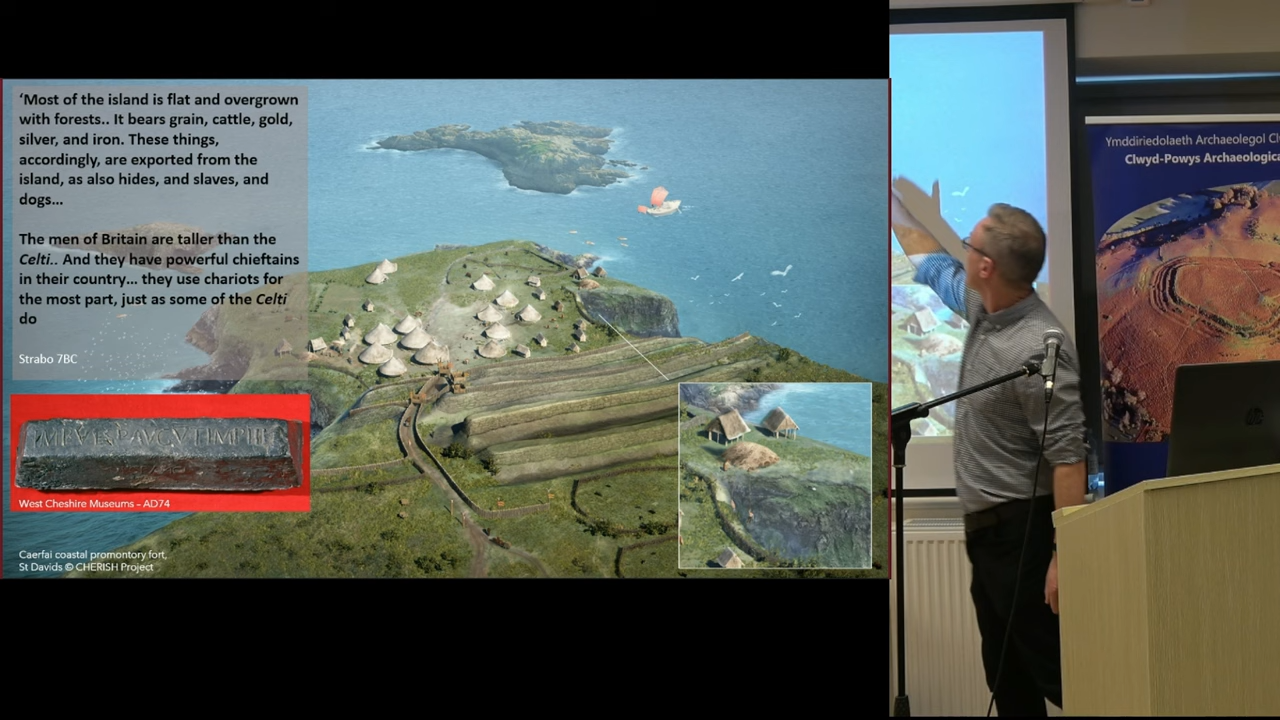 ‘Most of the island is flat and overgrown
with forests.. It bears grain, cattle, gold,
silver, and iron. These things,
accordingly, are exported from the
island, as also hides, and slaves, and
dogs…
The men of Britain are taller than the
Celti.. And they have powerful chieftains
in their country… they use chariots for
the most part, just as some of the Celti
do
Strabo 7BC
West Cheshire Museums – AD74
Caerfai coastal promontory fort,
St Davids © CHERISH Project
Ymddiriedolaeth Archaeolegol
Clwyd-Powys